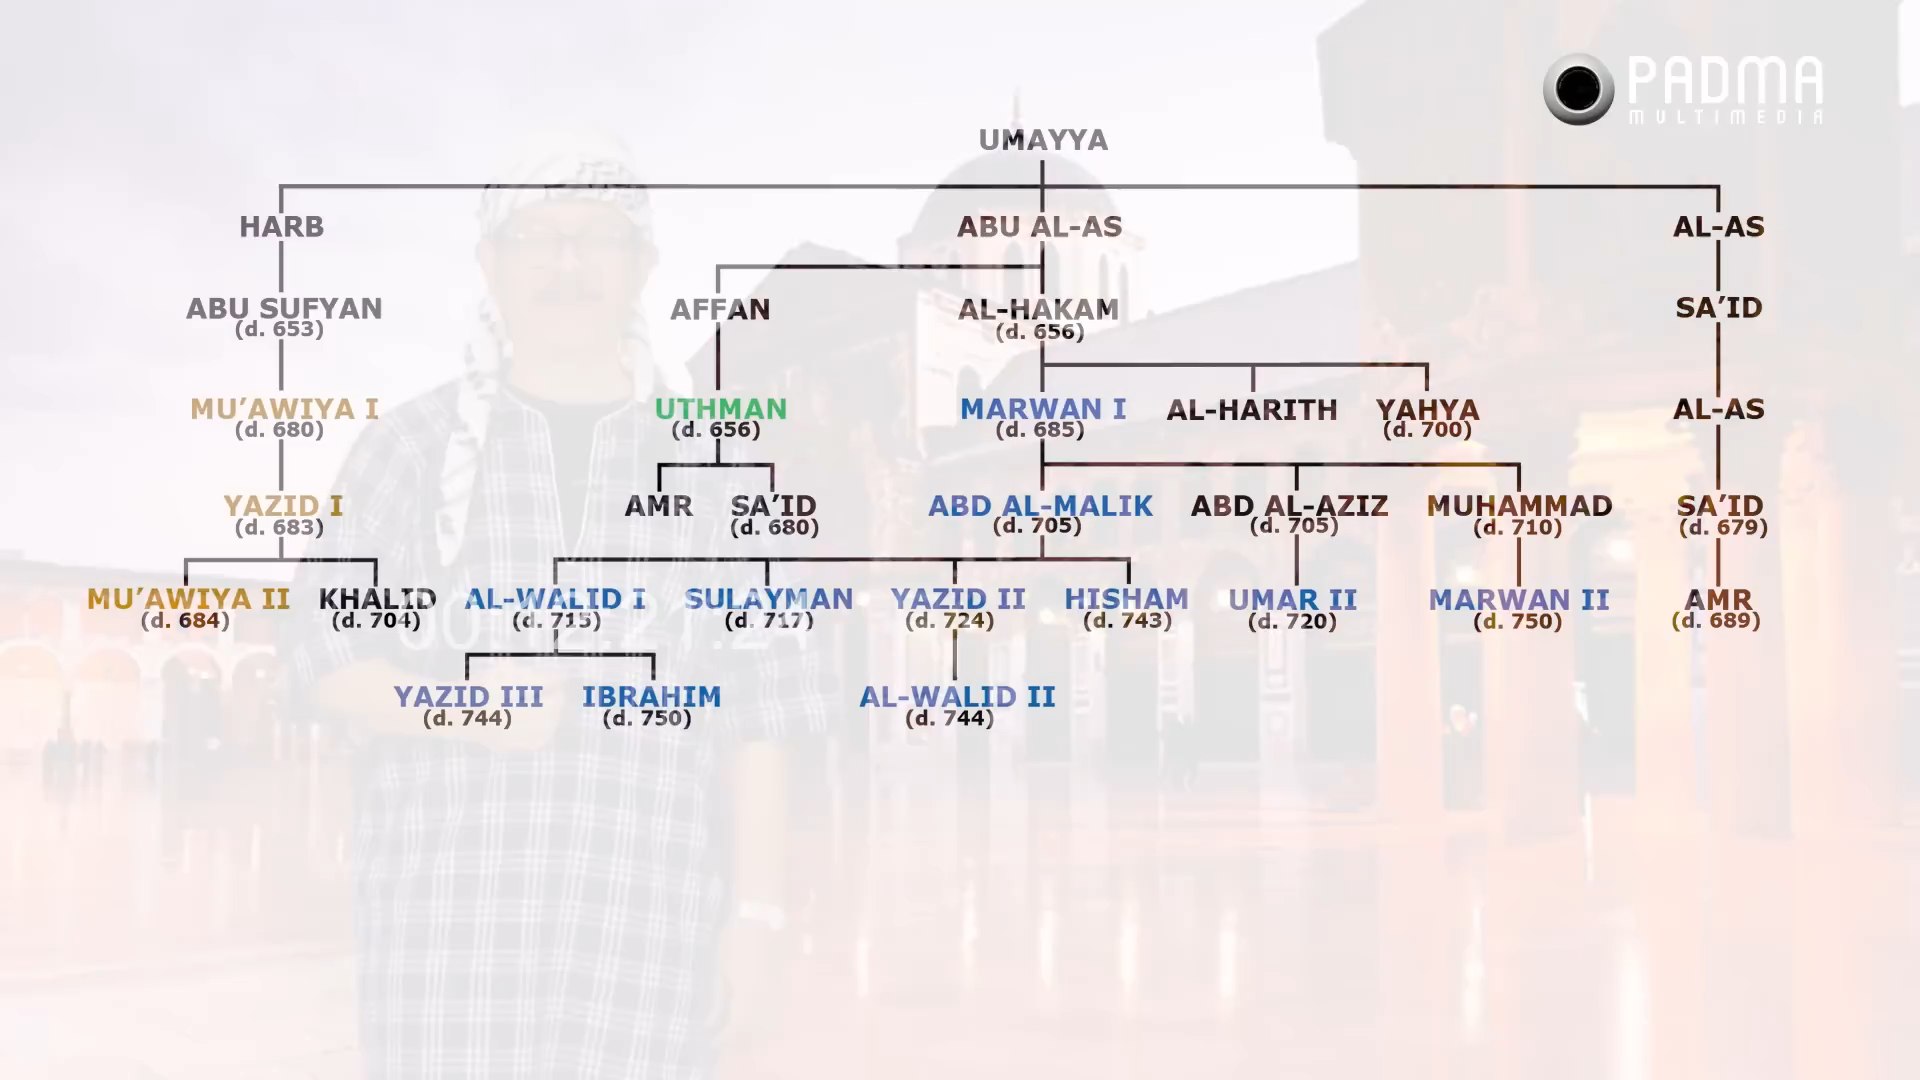 PADMA
MULTIMEDIA
UMAYYA
HARB ABU AL-AS AL-AS
ABU SUFYAN AFFAN AL-HAKAM SA’ID
(d. 653) (d. 656)
MU’AWIYA I UTHMAN MARWAN I AL-HARITH YAHYA AL-AS
(d. 680) (d. 656) (d. 685) (d. 700)
YAZID I AMR SA’ID ABD AL-MALIK ABD AL-AZIZ MUHAMMAD SA’ID
(d. 683) (d. 680) (d. 705) (d. 705) (d. 710) (d. 679)
MU’AWIYA II KHALID AL-WALID I SULAYMAN YAZID II HISHAM UMAR II MARWAN II AMR
(d. 684) (d. 704) (d. 715) (d. 717) (d. 724) (d. 743) (d. 720) (d. 750) (d. 689)
YAZID III IBRAHIM AL-WALID II
(d. 744) (d. 750) (d. 744)